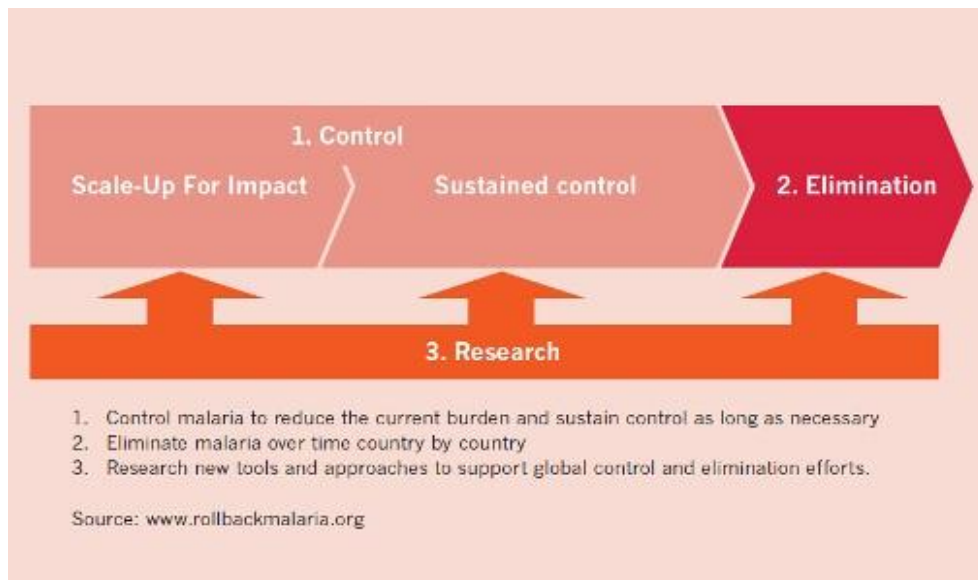 1. Control
Scale-Up For Impact
Sustained control
2. Elimination
3. Research
1. Control malaria to reduce the current burden and sustain control as long as necessary
2. Eliminate malaria over time country by country
3. Research new tools and approaches to support global control and elimination efforts.
Source: www.rollbackmalaria.org